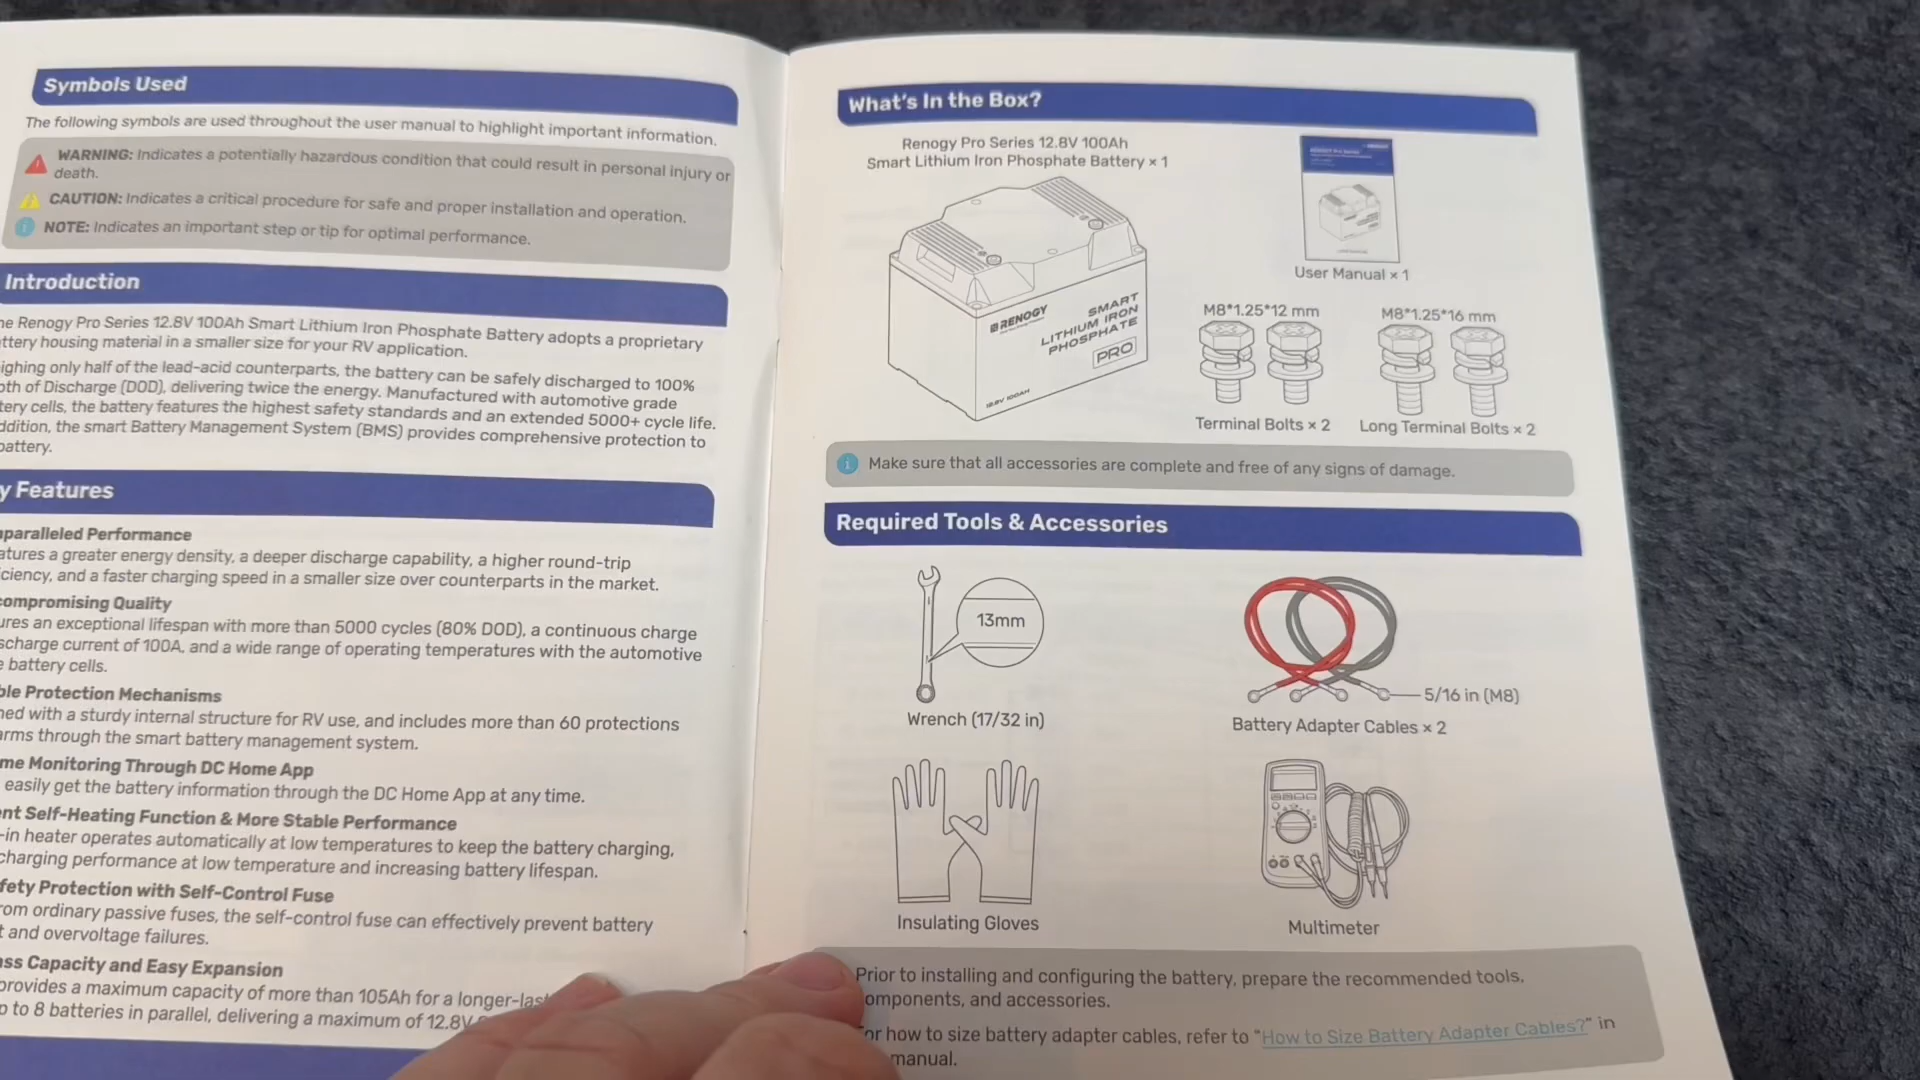 Symbols Used
The following symbols are used throughout the user manual to highlight important information.
WARNING: Indicates a potentially hazardous condition that could result in personal injury or
death.
CAUTION: Indicates a critical procedure for safe and proper installation and operation.
NOTE: Indicates an important step or tip for optimal performance.
Introduction
Renogy Pro Series 12.8V 100Ah Smart Lithium Iron Phosphate Battery adopts a proprietary
housing material in a smaller size for your RV application.
only half of the lead-acid counterparts, the battery can be safely discharged to 100%
of Discharge (DOD), delivering twice the energy. Manufactured with automotive grade
cells, the battery features the highest safety standards and an extended 5000+ cycle life.
the smart Battery Management System (BMS) provides comprehensive protection to
battery.
Features
Performance
a greater energy density, a deeper discharge capability, a higher round-trip
and a faster charging speed in a smaller size over counterparts in the market.
Quality
an exceptional lifespan with more than 5000 cycles (80% DOD), a continuous charge
current of 100A, and a wide range of operating temperatures with the automotive
battery cells.
Protection Mechanisms
with a sturdy internal structure for RV use, and includes more than 60 protections
through the smart battery management system.
Monitoring Through DC Home App
easily get the battery information through the DC Home App at any time.
Self-Heating Function & More Stable Performance
-in heater operates automatically at low temperatures to keep the battery charging,
charging performance at low temperature and increasing battery lifespan.
Protection with Self-Control Fuse
ordinary passive fuses, the self-control fuse can effectively prevent battery
and overvoltage failures.
Capacity and Easy Expansion
provides a maximum capacity of more than 105Ah for a
to 8 batteries in parallel, delivering a maximum of 12.8V
What's In the Box?
Renogy Pro Series 12.8V 100Ah
Smart Lithium Iron Phosphate Battery × 1
RENOGY
SMART
LITHIUM IRON
PHOSPHATE
PRO
12.8V 100AH
User Manual × 1
M8*1.25*12 mm
M8*1.25*16 mm
Terminal Bolts × 2
Long Terminal Bolts × 2
Make sure that all accessories are complete and free of any signs of damage.
Required Tools & Accessories
13mm
Wrench (17/32 in)
5/16 in (M8)
Battery Adapter Cables × 2
Insulating Gloves
Multimeter
Prior to installing and configuring the battery, prepare the recommended tools,
omponents, and accessories.
or how to size battery adapter cables, refer to "How to Size Battery Adapter Cables?" in
manual.